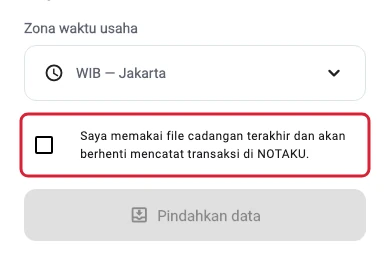 Zona waktu usaha
WIB — Jakarta
Saya memakai file cadangan terakhir dan akan
berhenti mencatat transaksi di NOTAKU.
Pindahkan data